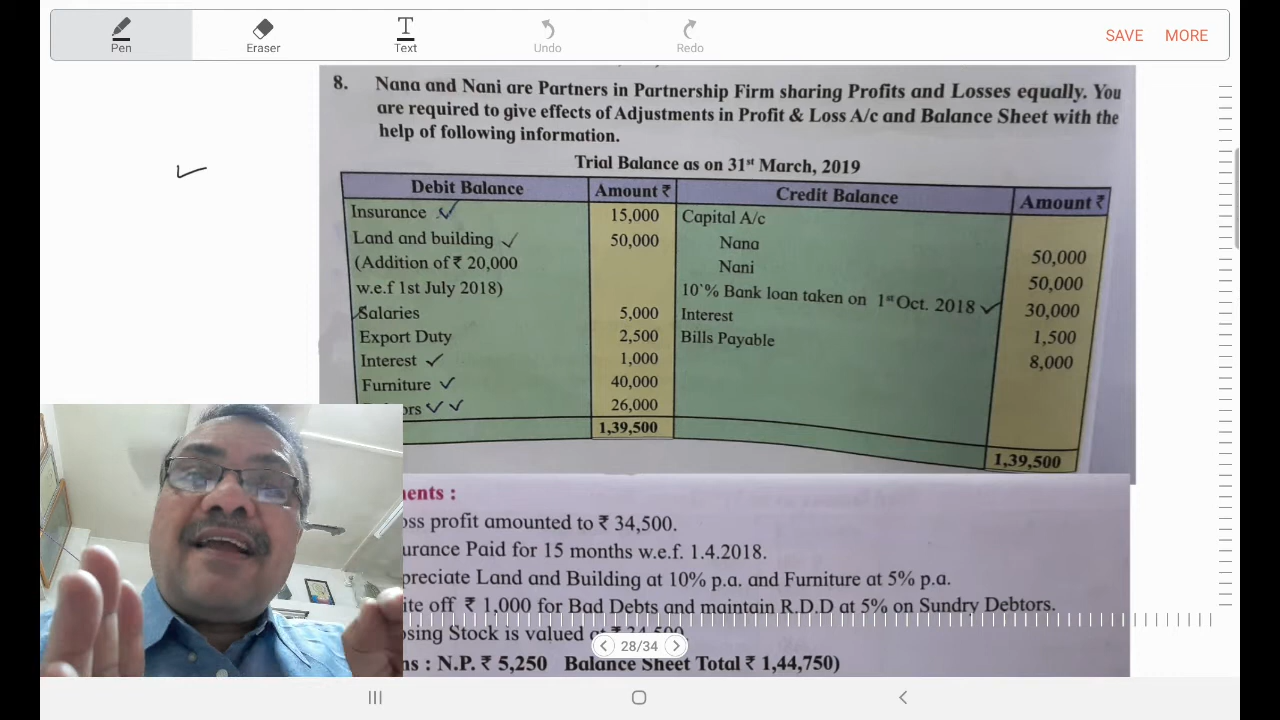 Pen Eraser Text Undo Redo SAVE MORE
8. Nana and Nani are Partners in Partnership Firm sharing Profits and Losses equally. You
are required to give effects of Adjustments in Profit & Loss A/c and Balance Sheet with the
help of following information.
Trial Balance as on 31st March, 2019
Debit Balance Amount ₹ Credit Balance Amount ₹
Insurance 15,000 Capital A/c
Land and building 50,000 Nana 50,000
(Addition of ₹ 20,000 Nani 50,000
w.e.f 1st July 2018) 10`% Bank loan taken on 1st Oct. 2018 30,000
Salaries 5,000 Interest 1,500
Export Duty 2,500 Bills Payable 8,000
Interest 1,000
Furniture 40,000
ors 26,000
1,39,500 1,39,500
ents :
oss profit amounted to ₹ 34,500.
urance Paid for 15 months w.e.f. 1.4.2018.
preciate Land and Building at 10% p.a. and Furniture at 5% p.a.
ite off ₹ 1,000 for Bad Debts and maintain R.D.D at 5% on Sundry Debtors.
osing Stock is valued
28/34
ns : N.P. ₹ 5,250 Balance Sheet Total ₹ 1,44,750)